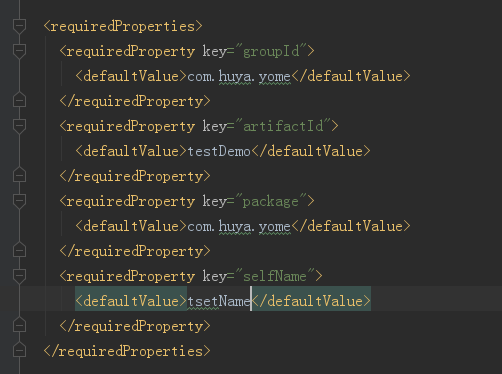 <requiredProperties>
<requiredProperty key="groupId">
<defaultValue>com.huya.yome</defaultValue>
</requiredProperty>
<requiredProperty key="artifactId">
<defaultValue>testDemo</defaultValue>
</requiredProperty>
<requiredProperty key="package">
<defaultValue>com.huya.yome</defaultValue>
</requiredProperty>
<requiredProperty key="selfName">
<defaultValue>tsetName</defaultValue>
</requiredProperty>
</requiredProperties>